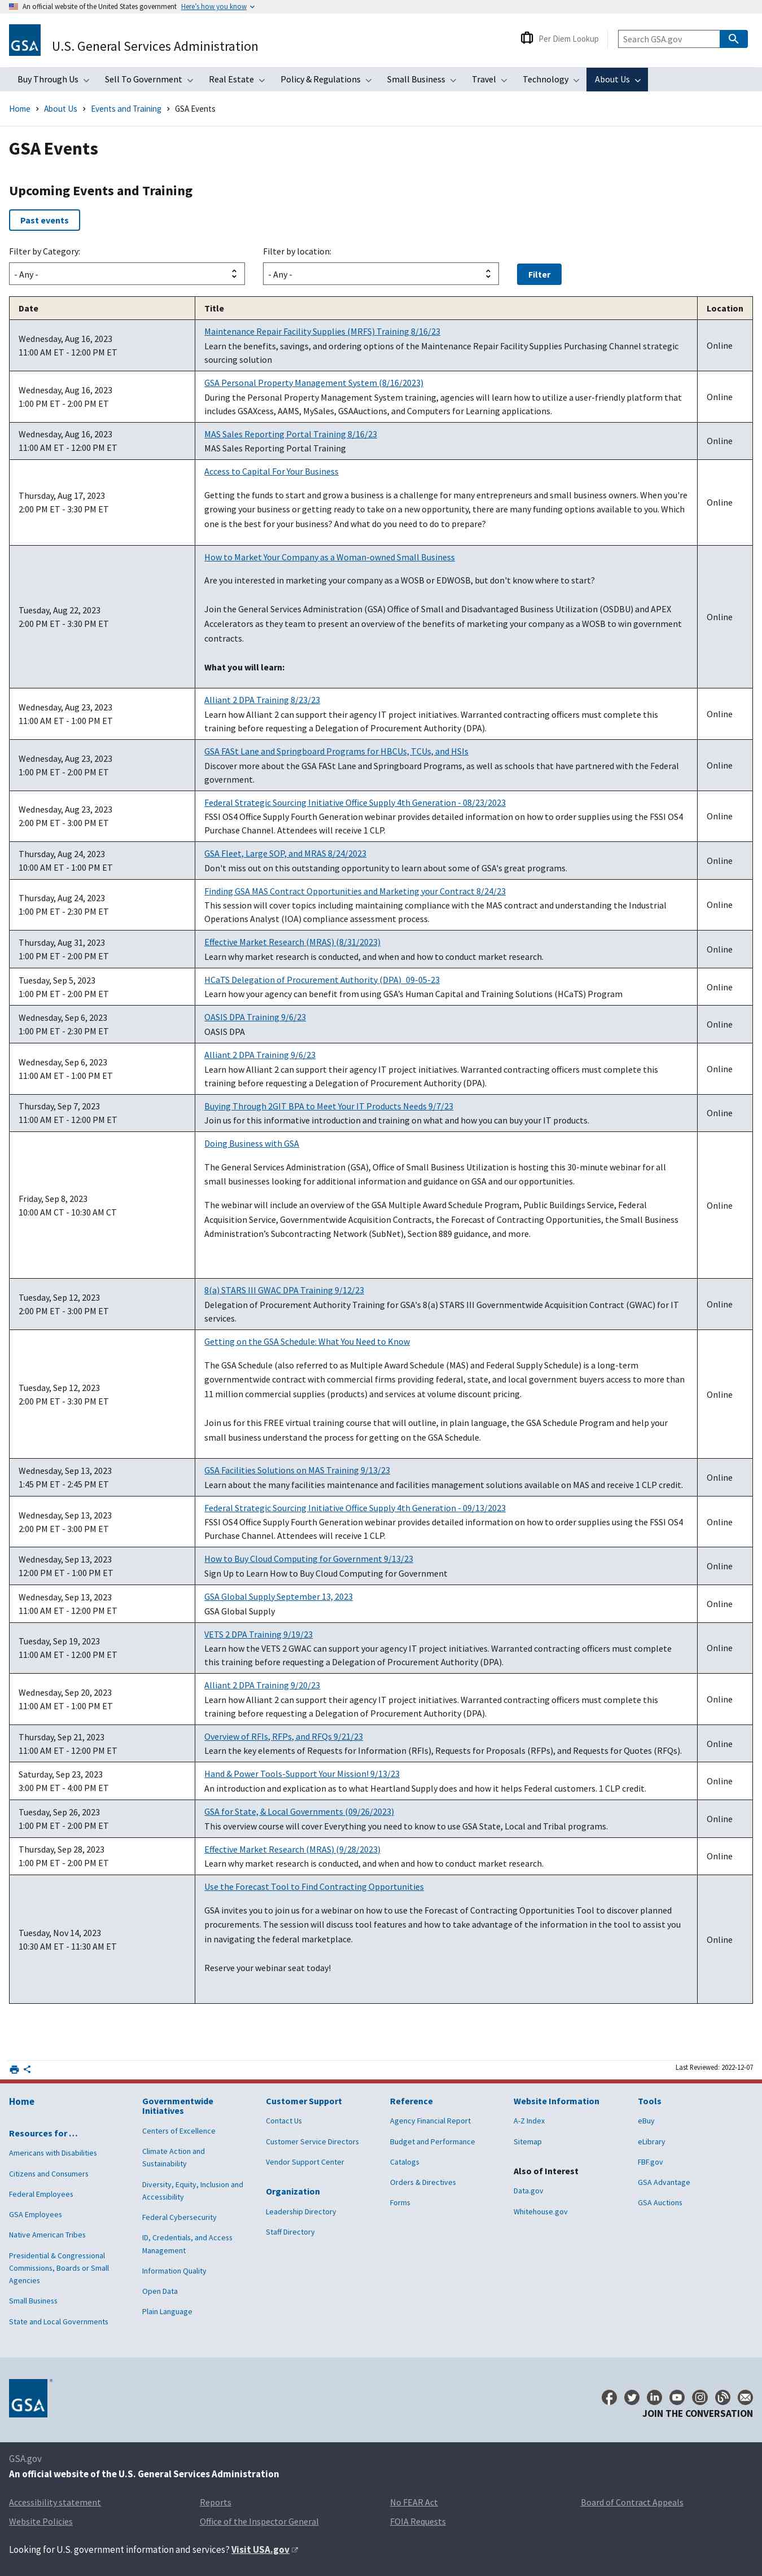 An official website of the United States government Here's how you know
GSA
U.S. General Services Administration
Per Diem Lookup
Search GSA.gov
Buy Through Us
Sell To Government
Real Estate
Policy & Regulations
Small Business
Travel
Technology
About Us
Home › About Us › Events and Training › GSA Events
GSA Events
Upcoming Events and Training
Past events
Filter by Category:
- Any -
Filter by location:
- Any -
Filter
Date Title Location
Wednesday, Aug 16, 2023
11:00 AM ET - 12:00 PM ET
Maintenance Repair Facility Supplies (MRFS) Training 8/16/23
Learn the benefits, savings, and ordering options of the Maintenance Repair Facility Supplies Purchasing Channel strategic
sourcing solution
Online
Wednesday, Aug 16, 2023
1:00 PM ET - 2:00 PM ET
GSA Personal Property Management System (8/16/2023)
During the Personal Property Management System training, agencies will learn how to utilize a user-friendly platform that
includes GSAXcess, AAMS, MySales, GSAAuctions, and Computers for Learning applications.
Online
Wednesday, Aug 16, 2023
11:00 AM ET - 12:00 PM ET
MAS Sales Reporting Portal Training 8/16/23
MAS Sales Reporting Portal Training
Online
Thursday, Aug 17, 2023
2:00 PM ET - 3:30 PM ET
Access to Capital For Your Business
Getting the funds to start and grow a business is a challenge for many entrepreneurs and small business owners. When you're
growing your business or getting ready to take on a new opportunity, there are many funding options available to you. Which
one is the best for your business? And what do you need to do to prepare?
Online
Tuesday, Aug 22, 2023
2:00 PM ET - 3:30 PM ET
How to Market Your Company as a Woman-owned Small Business
Are you interested in marketing your company as a WOSB or EDWOSB, but don't know where to start?
Join the General Services Administration (GSA) Office of Small and Disadvantaged Business Utilization (OSDBU) and APEX
Accelerators as they team to present an overview of the benefits of marketing your company as a WOSB to win government
contracts.
What you will learn:
Online
Wednesday, Aug 23, 2023
11:00 AM ET - 1:00 PM ET
Alliant 2 DPA Training 8/23/23
Learn how Alliant 2 can support their agency IT project initiatives. Warranted contracting officers must complete this
training before requesting a Delegation of Procurement Authority (DPA).
Online
Wednesday, Aug 23, 2023
1:00 PM ET - 2:00 PM ET
GSA FASt Lane and Springboard Programs for HBCUs, TCUs, and HSIs
Discover more about the GSA FASt Lane and Springboard Programs, as well as schools that have partnered with the Federal
government.
Online
Wednesday, Aug 23, 2023
2:00 PM ET - 3:00 PM ET
Federal Strategic Sourcing Initiative Office Supply 4th Generation - 08/23/2023
FSSI OS4 Office Supply Fourth Generation webinar provides detailed information on how to order supplies using the FSSI OS4
Purchase Channel. Attendees will receive 1 CLP.
Online
Thursday, Aug 24, 2023
10:00 AM ET - 1:00 PM ET
GSA Fleet, Large SOP, and MRAS 8/24/2023
Don't miss out on this outstanding opportunity to learn about some of GSA's great programs.
Online
Thursday, Aug 24, 2023
1:00 PM ET - 2:30 PM ET
Finding GSA MAS Contract Opportunities and Marketing your Contract 8/24/23
This session will cover topics including maintaining compliance with the MAS contract and understanding the Industrial
Operations Analyst (IOA) compliance assessment process.
Online
Thursday, Aug 31, 2023
1:00 PM ET - 2:00 PM ET
Effective Market Research (MRAS) (8/31/2023)
Learn why market research is conducted, and when and how to conduct market research.
Online
Tuesday, Sep 5, 2023
1:00 PM ET - 2:00 PM ET
HCaTS Delegation of Procurement Authority (DPA)_09-05-23
Learn how your agency can benefit from using GSA's Human Capital and Training Solutions (HCaTS) Program
Online
Wednesday, Sep 6, 2023
1:00 PM ET - 2:30 PM ET
OASIS DPA Training 9/6/23
OASIS DPA
Online
Wednesday, Sep 6, 2023
11:00 AM ET - 1:00 PM ET
Alliant 2 DPA Training 9/6/23
Learn how Alliant 2 can support their agency IT project initiatives. Warranted contracting officers must complete this
training before requesting a Delegation of Procurement Authority (DPA).
Online
Thursday, Sep 7, 2023
11:00 AM ET - 12:00 PM ET
Buying Through 2GIT BPA to Meet Your IT Products Needs 9/7/23
Join us for this informative introduction and training on what and how you can buy your IT products.
Online
Friday, Sep 8, 2023
10:00 AM CT - 10:30 AM CT
Doing Business with GSA
The General Services Administration (GSA), Office of Small Business Utilization is hosting this 30-minute webinar for all
small businesses looking for additional information and guidance on GSA and our opportunities.
The webinar will include an overview of the GSA Multiple Award Schedule Program, Public Buildings Service, Federal
Acquisition Service, Governmentwide Acquisition Contracts, the Forecast of Contracting Opportunities, the Small Business
Administration's Subcontracting Network (SubNet), Section 889 guidance, and more.
Online
Tuesday, Sep 12, 2023
2:00 PM ET - 3:00 PM ET
8(a) STARS III GWAC DPA Training 9/12/23
Delegation of Procurement Authority Training for GSA's 8(a) STARS III Governmentwide Acquisition Contract (GWAC) for IT
services.
Online
Tuesday, Sep 12, 2023
2:00 PM ET - 3:30 PM ET
Getting on the GSA Schedule: What You Need to Know
The GSA Schedule (also referred to as Multiple Award Schedule (MAS) and Federal Supply Schedule) is a long-term
governmentwide contract with commercial firms providing federal, state, and local government buyers access to more than
11 million commercial supplies (products) and services at volume discount pricing.
Join us for this FREE virtual training course that will outline, in plain language, the GSA Schedule Program and help your
small business understand the process for getting on the GSA Schedule.
Online
Wednesday, Sep 13, 2023
1:45 PM ET - 2:45 PM ET
GSA Facilities Solutions on MAS Training 9/13/23
Learn about the many facilities maintenance and facilities management solutions available on MAS and receive 1 CLP credit.
Online
Wednesday, Sep 13, 2023
2:00 PM ET - 3:00 PM ET
Federal Strategic Sourcing Initiative Office Supply 4th Generation - 09/13/2023
FSSI OS4 Office Supply Fourth Generation webinar provides detailed information on how to order supplies using the FSSI OS4
Purchase Channel. Attendees will receive 1 CLP.
Online
Wednesday, Sep 13, 2023
12:00 PM ET - 1:00 PM ET
How to Buy Cloud Computing for Government 9/13/23
Sign Up to Learn How to Buy Cloud Computing for Government
Online
Wednesday, Sep 13, 2023
11:00 AM ET - 12:00 PM ET
GSA Global Supply September 13, 2023
GSA Global Supply
Online
Tuesday, Sep 19, 2023
11:00 AM ET - 12:00 PM ET
VETS 2 DPA Training 9/19/23
Learn how the VETS 2 GWAC can support your agency IT project initiatives. Warranted contracting officers must complete
this training before requesting a Delegation of Procurement Authority (DPA).
Online
Wednesday, Sep 20, 2023
11:00 AM ET - 1:00 PM ET
Alliant 2 DPA Training 9/20/23
Learn how Alliant 2 can support their agency IT project initiatives. Warranted contracting officers must complete this
training before requesting a Delegation of Procurement Authority (DPA).
Online
Thursday, Sep 21, 2023
11:00 AM ET - 12:00 PM ET
Overview of RFIs, RFPs, and RFQs 9/21/23
Learn the key elements of Requests for Information (RFIs), Requests for Proposals (RFPs), and Requests for Quotes (RFQs).
Online
Saturday, Sep 23, 2023
3:00 PM ET - 4:00 PM ET
Hand & Power Tools-Support Your Mission! 9/13/23
An introduction and explication as to what Heartland Supply does and how it helps Federal customers. 1 CLP credit.
Online
Tuesday, Sep 26, 2023
1:00 PM ET - 2:00 PM ET
GSA for State, & Local Governments (09/26/2023)
This overview course will cover Everything you need to know to use GSA State, Local and Tribal programs.
Online
Thursday, Sep 28, 2023
1:00 PM ET - 2:00 PM ET
Effective Market Research (MRAS) (9/28/2023)
Learn why market research is conducted, and when and how to conduct market research.
Online
Tuesday, Nov 14, 2023
10:30 AM ET - 11:30 AM ET
Use the Forecast Tool to Find Contracting Opportunities
GSA invites you to join us for a webinar on how to use the Forecast of Contracting Opportunities Tool to discover planned
procurements. The session will discuss tool features and how to take advantage of the information in the tool to assist you
in navigating the federal marketplace.
Reserve your webinar seat today!
Online
Last Reviewed: 2022-12-07
Home
Resources for …
Americans with Disabilities
Citizens and Consumers
Federal Employees
GSA Employees
Native American Tribes
Presidential & Congressional
Commissions, Boards or Small
Agencies
Small Business
State and Local Governments
Governmentwide
Initiatives
Centers of Excellence
Climate Action and
Sustainability
Diversity, Equity, Inclusion and
Accessibility
Federal Cybersecurity
ID, Credentials, and Access
Management
Information Quality
Open Data
Plain Language
Customer Support
Contact Us
Customer Service Directors
Vendor Support Center
Organization
Leadership Directory
Staff Directory
Reference
Agency Financial Report
Budget and Performance
Catalogs
Orders & Directives
Forms
Website Information
A-Z Index
Sitemap
Also of Interest
Data.gov
Whitehouse.gov
Tools
eBuy
eLibrary
FBF.gov
GSA Advantage
GSA Auctions
GSA
JOIN THE CONVERSATION
GSA.gov
An official website of the U.S. General Services Administration
Accessibility statement
Reports
No FEAR Act
Board of Contract Appeals
Website Policies
Office of the Inspector General
FOIA Requests
Looking for U.S. government information and services? Visit USA.gov